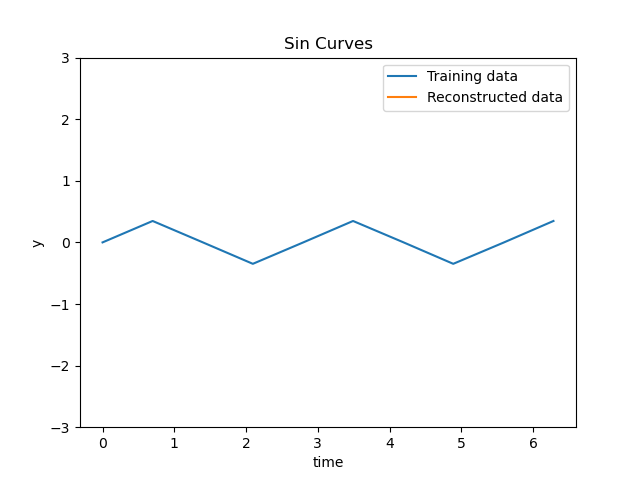 Sin Curves
Training data
Reconstructed data
3
2
1
0
−1
−2
−3
y
0 1 2 3 4 5 6
time